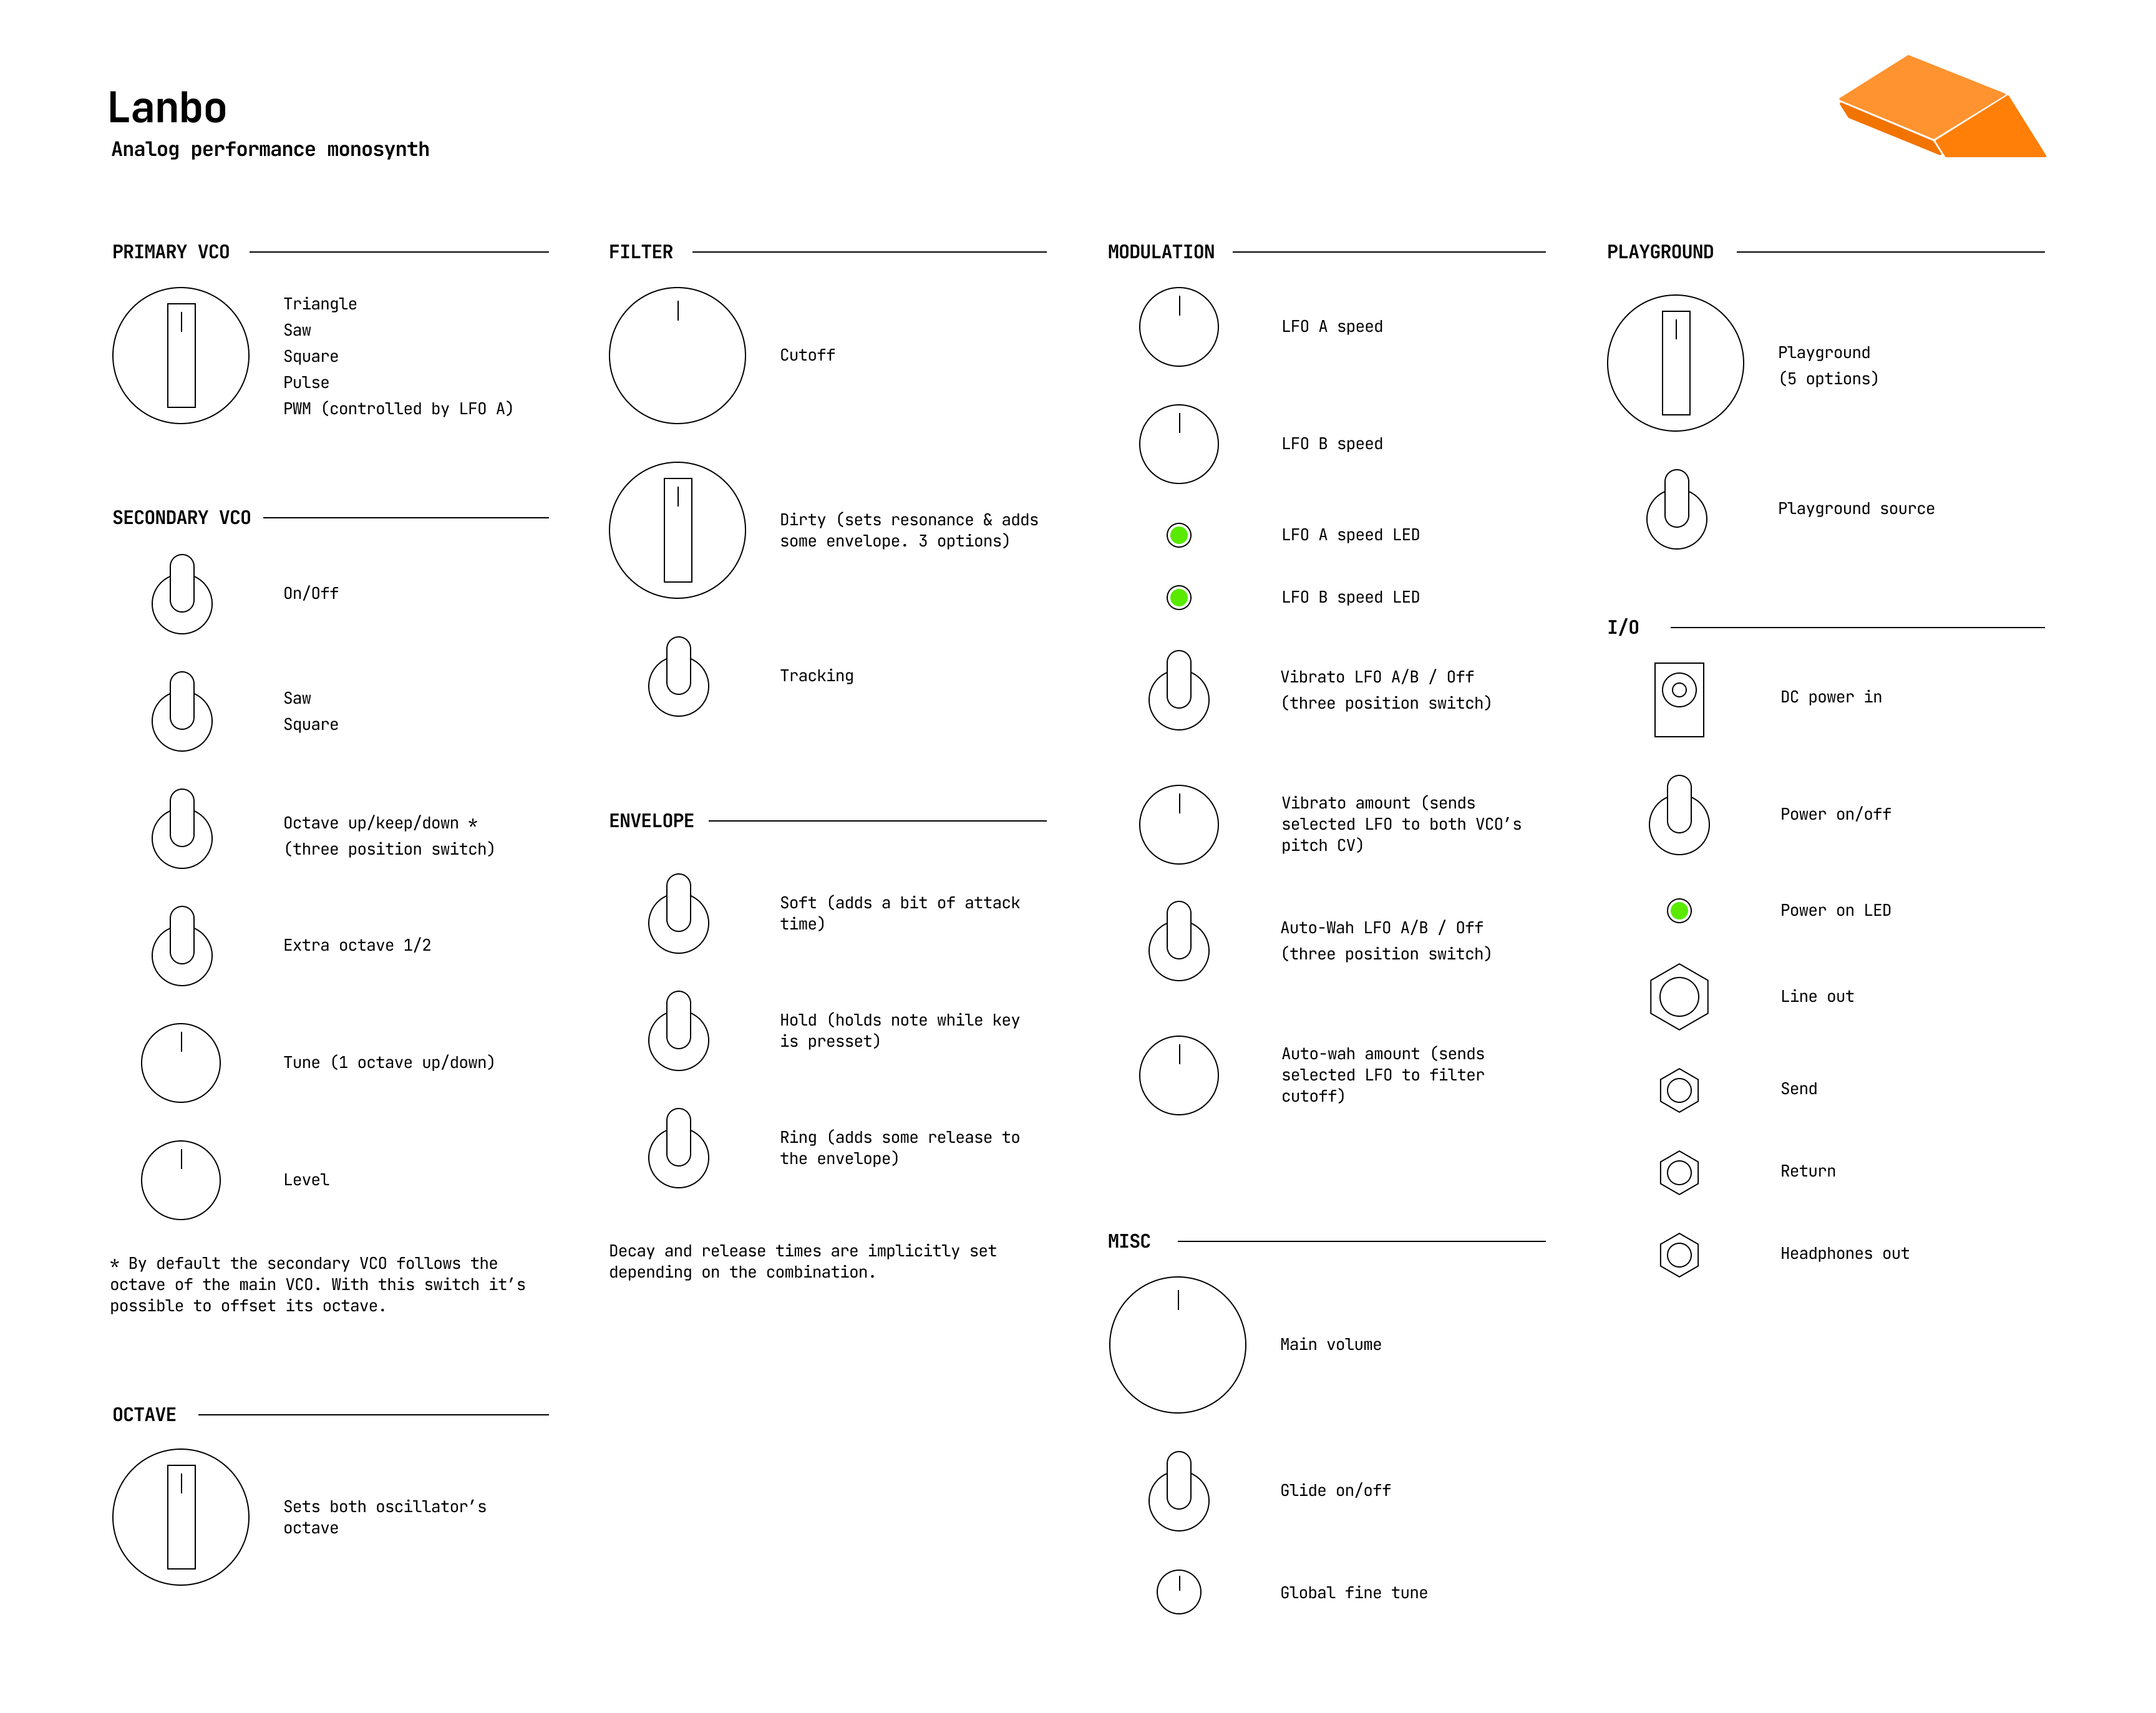 Lanbo
Analog performance monosynth
PRIMARY VCO
Triangle
Saw
Square
Pulse
PWM (controlled by LFO A)
SECONDARY VCO
On/Off
Saw
Square
Octave up/keep/down *
(three position switch)
Extra octave 1/2
Tune (1 octave up/down)
Level
* By default the secondary VCO follows the
octave of the main VCO. With this switch it’s
possible to offset its octave.
OCTAVE
Sets both oscillator’s
octave
FILTER
Cutoff
Dirty (sets resonance & adds
some envelope. 3 options)
Tracking
ENVELOPE
Soft (adds a bit of attack
time)
Hold (holds note while key
is presset)
Ring (adds some release to
the envelope)
Decay and release times are implicitly set
depending on the combination.
MODULATION
LFO A speed
LFO B speed
LFO A speed LED
LFO B speed LED
Vibrato LFO A/B / Off
(three position switch)
Vibrato amount (sends
selected LFO to both VCO’s
pitch CV)
Auto-Wah LFO A/B / Off
(three position switch)
Auto-wah amount (sends
selected LFO to filter
cutoff)
MISC
Main volume
Glide on/off
Global fine tune
PLAYGROUND
Playground
(5 options)
Playground source
I/O
DC power in
Power on/off
Power on LED
Line out
Send
Return
Headphones out